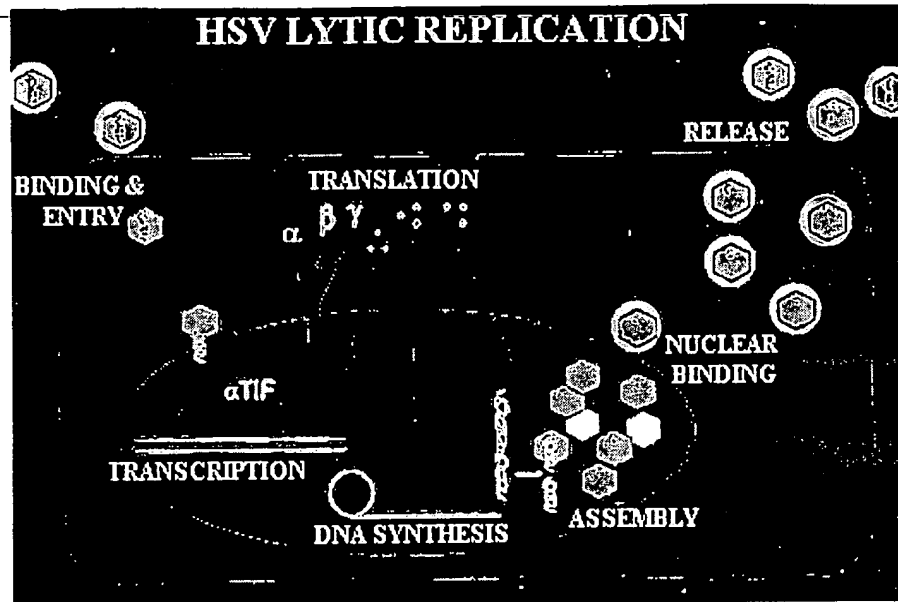 HSV LYTIC REPLICATION
RELEASE
BINDING &
ENTRY
TRANSLATION
α β γ
NUCLEAR
BINDING
αTIF
TRANSCRIPTION
DNA SYNTHESIS
ASSEMBLY